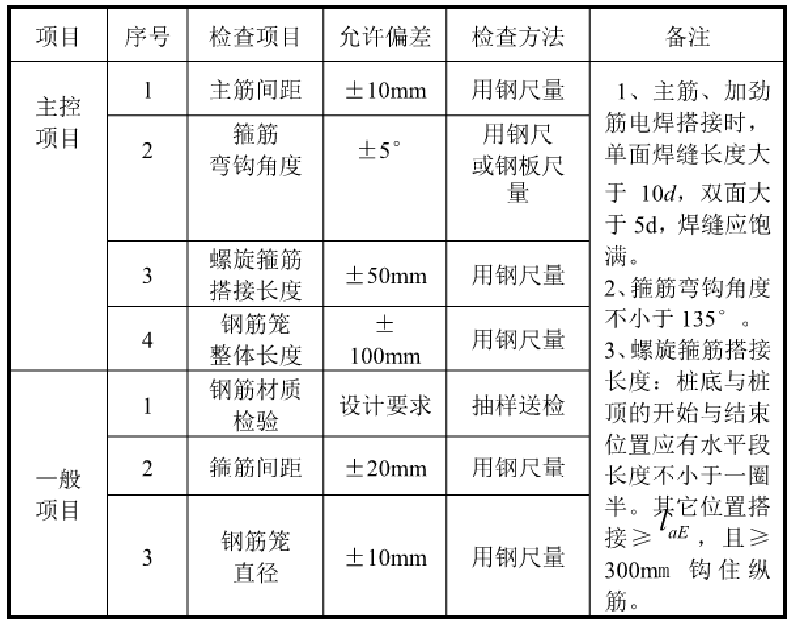 项目 序号 检查项目 允许偏差 检查方法 备注
主控
项目
1 主筋间距 ±10mm 用钢尺量
2 箍筋
弯钩角度 ±5° 用钢尺
或钢板尺
量
3 螺旋箍筋
搭接长度 ±50mm 用钢尺量
4 钢筋笼
整体长度 ±
100mm 用钢尺量
一般
项目
1 钢筋材质
检验 设计要求 抽样送检
2 箍筋间距 ±20mm 用钢尺量
3 钢筋笼
直径 ±10mm 用钢尺量
1、主筋、加劲
筋电焊搭接时，
单面焊缝长度大
于 10d，双面大
于 5d，焊缝应饱
满。
2、箍筋弯钩角度
不小于 135°。
3、螺旋箍筋搭接
长度：桩底与桩
顶的开始与结束
位置应有水平段
长度不小于一圈
半。其它位置搭
接≥laE，且≥
300mm 钩住纵
筋。